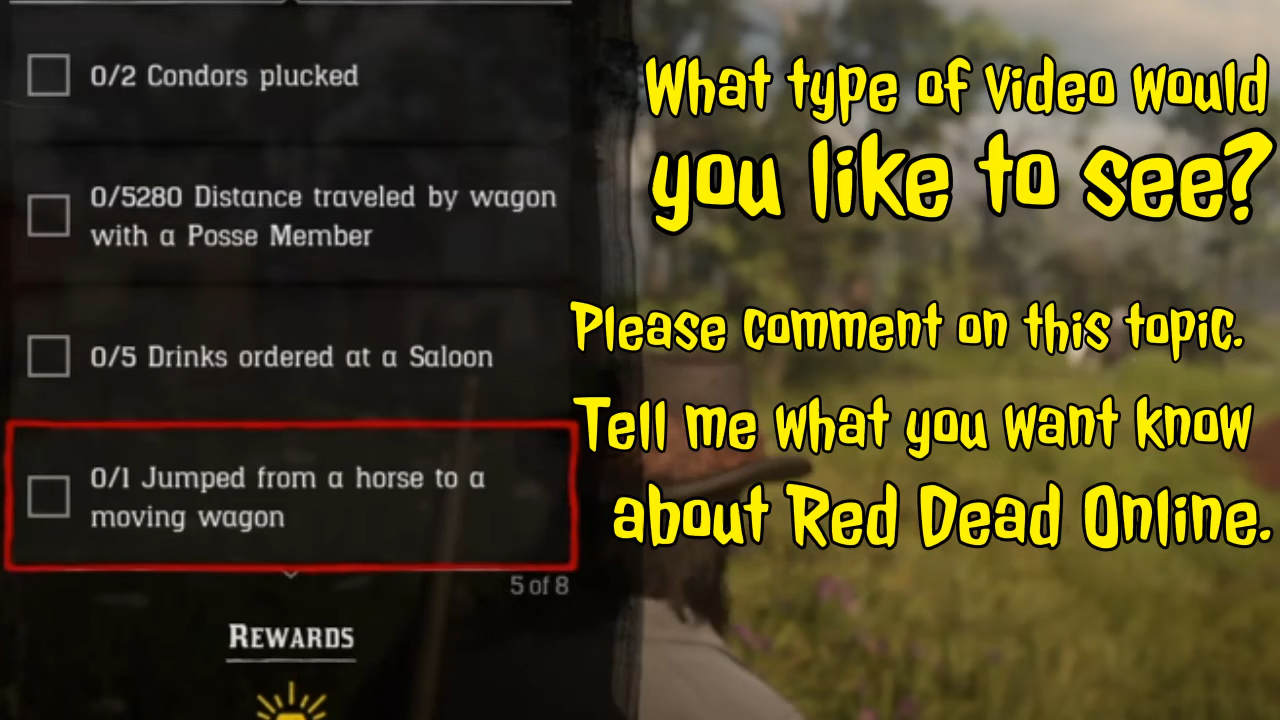 0/2 Condors plucked
0/5280 Distance traveled by wagon
with a Posse Member
0/5 Drinks ordered at a Saloon
0/1 Jumped from a horse to a
moving wagon
5 of 8
REWARDS
What type of video would
you like to see?
Please comment on this topic.
Tell me what you want know
about Red Dead Online.